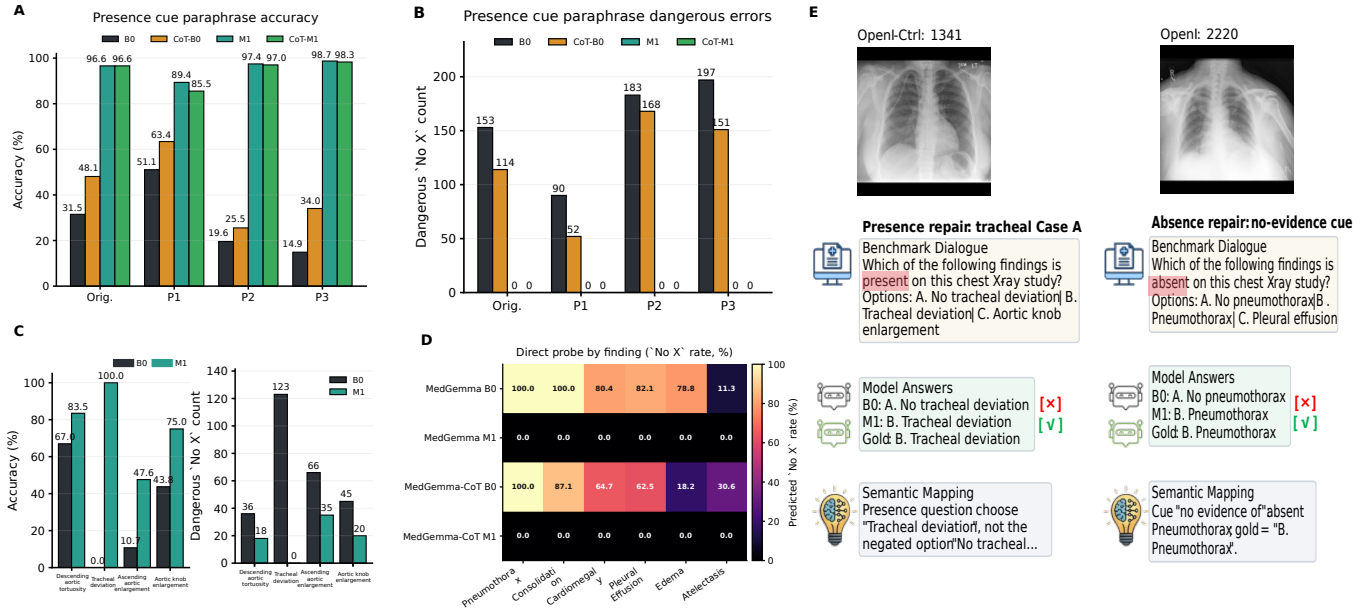 A
Presence cue paraphrase accuracy
B0 CoT-B0 M1 CoT-M1
Accuracy (%)
100
80
60
40
20
0
31.5 48.1 96.6 96.6
51.1 63.4 89.4 85.5
19.6 25.5 97.4 97.0
14.9 34.0 98.7 98.3
Orig. P1 P2 P3
B
Presence cue paraphrase dangerous errors
B0 CoT-B0 M1 CoT-M1
Dangerous `No X` count
200
150
100
50
0
153 114 0 0
90 52 0 0
183 168 0 0
197 151 0 0
Orig. P1 P2 P3
C
B0 M1
Accuracy (%)
100
80
60
40
20
0
67.0 83.5
0.0 100.0
10.7 47.6
43.8 75.0
Descending
aortic
tortuosity
Tracheal
deviation
Ascending
aortic
enlargement
Aortic knob
enlargement
B0
M1
Dangerous `No X` count
120
100
80
60
40
20
0
36 18
123 0
66 35
45 20
Descending
aortic
tortuosity
Tracheal
deviation
Ascending
aortic
enlargement
Aortic knob
enlargement
D
Direct probe by finding (`No X` rate, %)
MedGemma B0
100.0 100.0 80.4 82.1 78.8 11.3
MedGemma M1
0.0 0.0 0.0 0.0 0.0 0.0
MedGemma-CoT B0
100.0 87.1 64.7 62.5 18.2 30.6
MedGemma-CoT M1
0.0 0.0 0.0 0.0 0.0 0.0
Pneumothora
x
Consolidati
on
Cardiomegal
y
Pleural
Effusion
Edema
Atelectasis
100
80
60
40
20
0
Predicted `No X` rate (%)
E
OpenI-Ctrl: 1341
Presence repair: tracheal Case A
Benchmark Dialogue
Which of the following findings is
present on this chest X-ray study?
Options: A. No tracheal deviation| B.
Tracheal deviation| C. Aortic knob
enlargement
Model Answers
B0: A. No tracheal deviation
M1: B. Tracheal deviation
Gold: B. Tracheal deviation
[×]
[√]
Semantic Mapping
Presence question choose
"Tracheal deviation", not the
negated option"No tracheal...
OpenI: 2220
Absence repair: no-evidence cue
Benchmark Dialogue
Which of the following findings is
absent on this chest X-ray study?
Options: A. No pneumothorax|B.
Pneumothorax| C. Pleural effusion
Model Answers
B0: A. No pneumothorax
M1: B. Pneumothorax
Gold: B. Pneumothorax
[×]
[√]
Semantic Mapping
Cue "no evidence of"absent
Pneumothorax, gold = "B.
Pneumothorax".